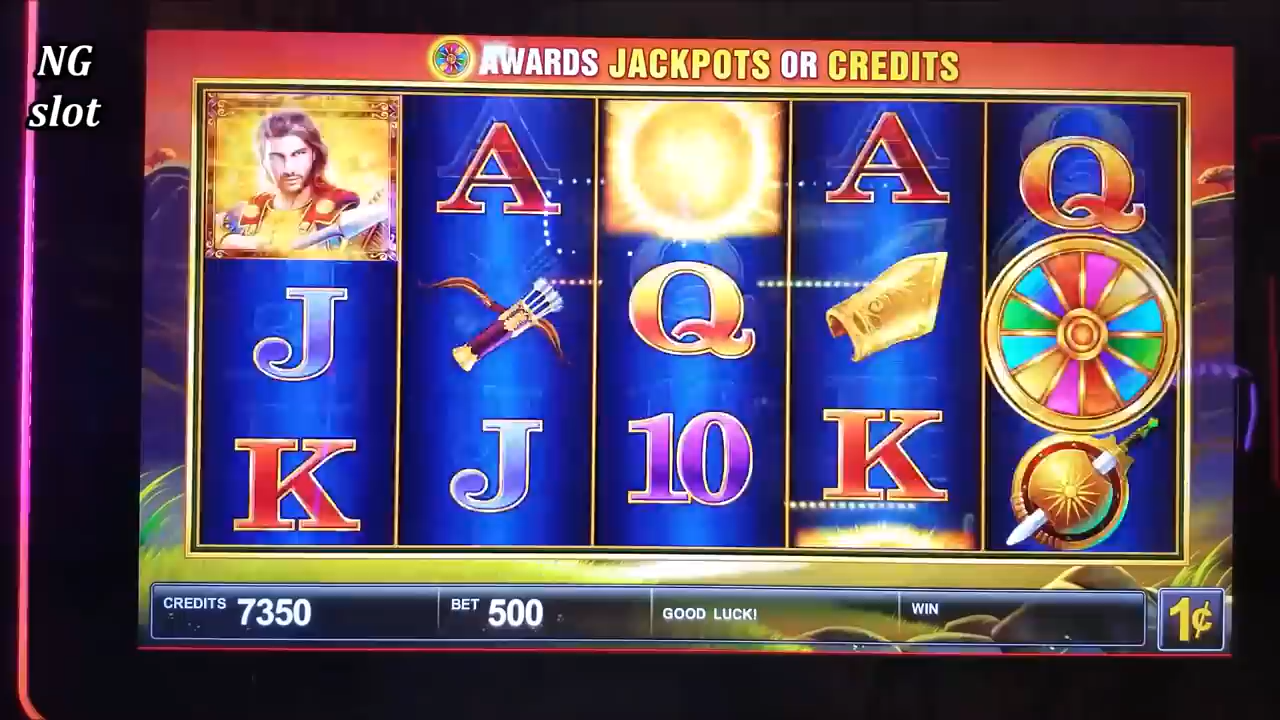 NG
slot
AWARDS JACKPOTS OR CREDITS
A A Q
J Q
K J 10 K
CREDITS 7350 BET 500 GOOD LUCK! WIN 1¢